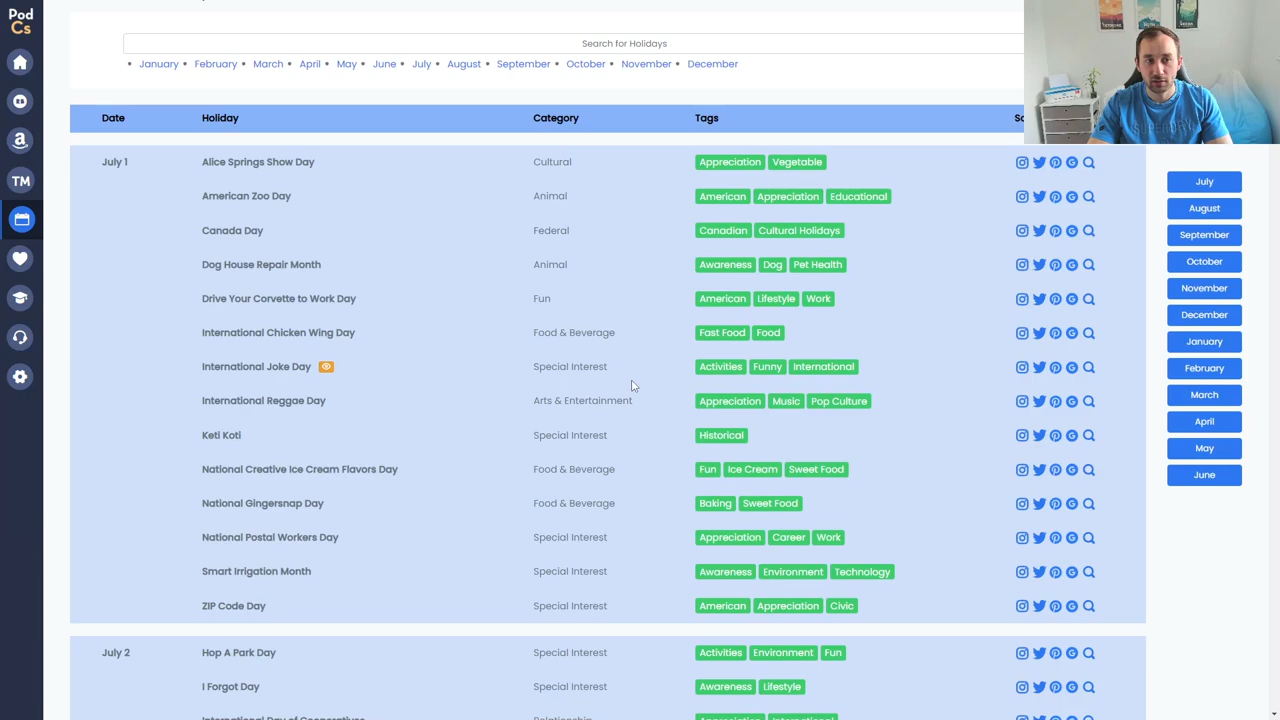 Pod
Cs
Search for Holidays
January February March April May June July August September October November December
Date Holiday Category Tags
July 1 Alice Springs Show Day Cultural Appreciation Vegetable
American Zoo Day Animal American Appreciation Educational
Canada Day Federal Canadian Cultural Holidays
Dog House Repair Month Animal Awareness Dog Pet Health
Drive Your Corvette to Work Day Fun American Lifestyle Work
International Chicken Wing Day Food & Beverage Fast Food Food
International Joke Day Special Interest Activities Funny International
International Reggae Day Arts & Entertainment Appreciation Music Pop Culture
Keti Koti Special Interest Historical
National Creative Ice Cream Flavors Day Food & Beverage Fun Ice Cream Sweet Food
National Gingersnap Day Food & Beverage Baking Sweet Food
National Postal Workers Day Special Interest Appreciation Career Work
Smart Irrigation Month Special Interest Awareness Environment Technology
ZIP Code Day Special Interest American Appreciation Civic
July 2 Hop A Park Day Special Interest Activities Environment Fun
I Forgot Day Special Interest Awareness Lifestyle
TM
July
August
September
October
November
December
January
February
March
April
May
June